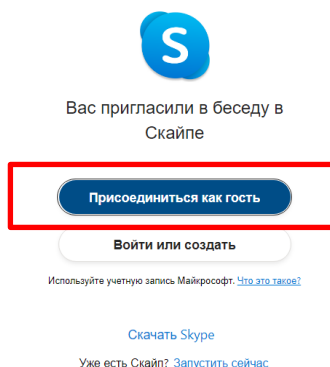 S
Вас пригласили в беседу в
Скайпе
Присоединиться как гость
Войти или создать
Используйте учетную запись Майкрософт. Что это такое?
Скачать Skype
Уже есть Скайп? Запустить сейчас